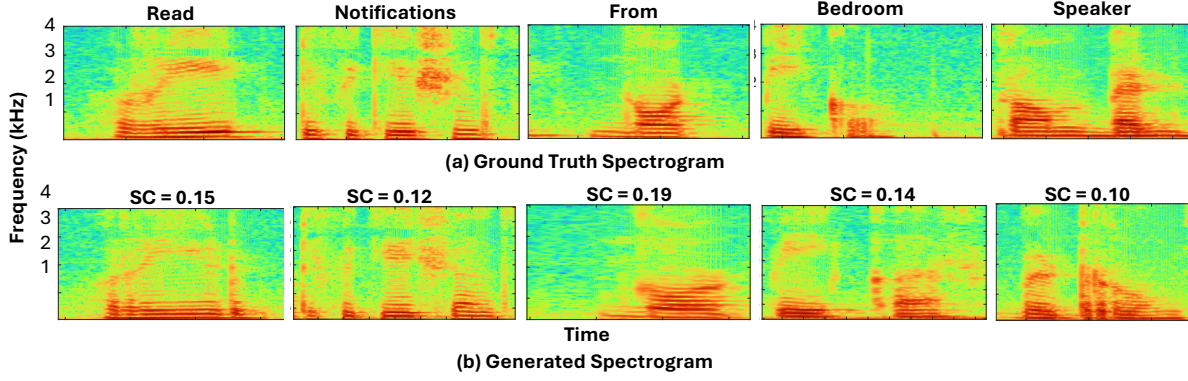 Read Notifications From Bedroom Speaker
4
3
2
1
(a) Ground Truth Spectrogram
Frequency (kHz)
SC = 0.15 SC = 0.12 SC = 0.19 SC = 0.14 SC = 0.10
4
3
2
1
Time
(b) Generated Spectrogram